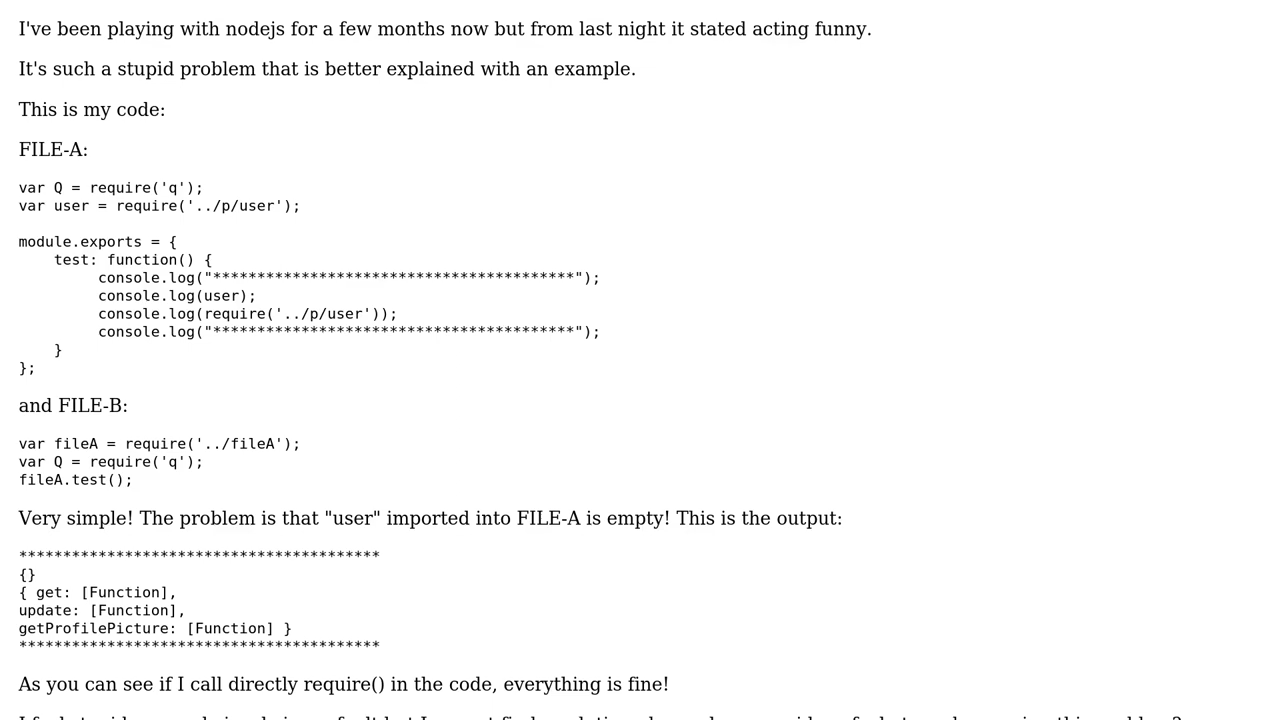 I've been playing with nodejs for a few months now but from last night it stated acting funny.
It's such a stupid problem that is better explained with an example.
This is my code:
FILE-A:
var Q = require('q');
var user = require('../p/user');
module.exports = {
    test: function() {
         console.log("*****************************************");
         console.log(user);
         console.log(require('../p/user'));
         console.log("*****************************************");
    }
};
and FILE-B:
var fileA = require('../fileA');
var Q = require('q');
fileA.test();
Very simple! The problem is that "user" imported into FILE-A is empty! This is the output:
*****************************************
{}
{ get: [Function],
update: [Function],
getProfilePicture: [Function] }
*****************************************
As you can see if I call directly require() in the code, everything is fine!